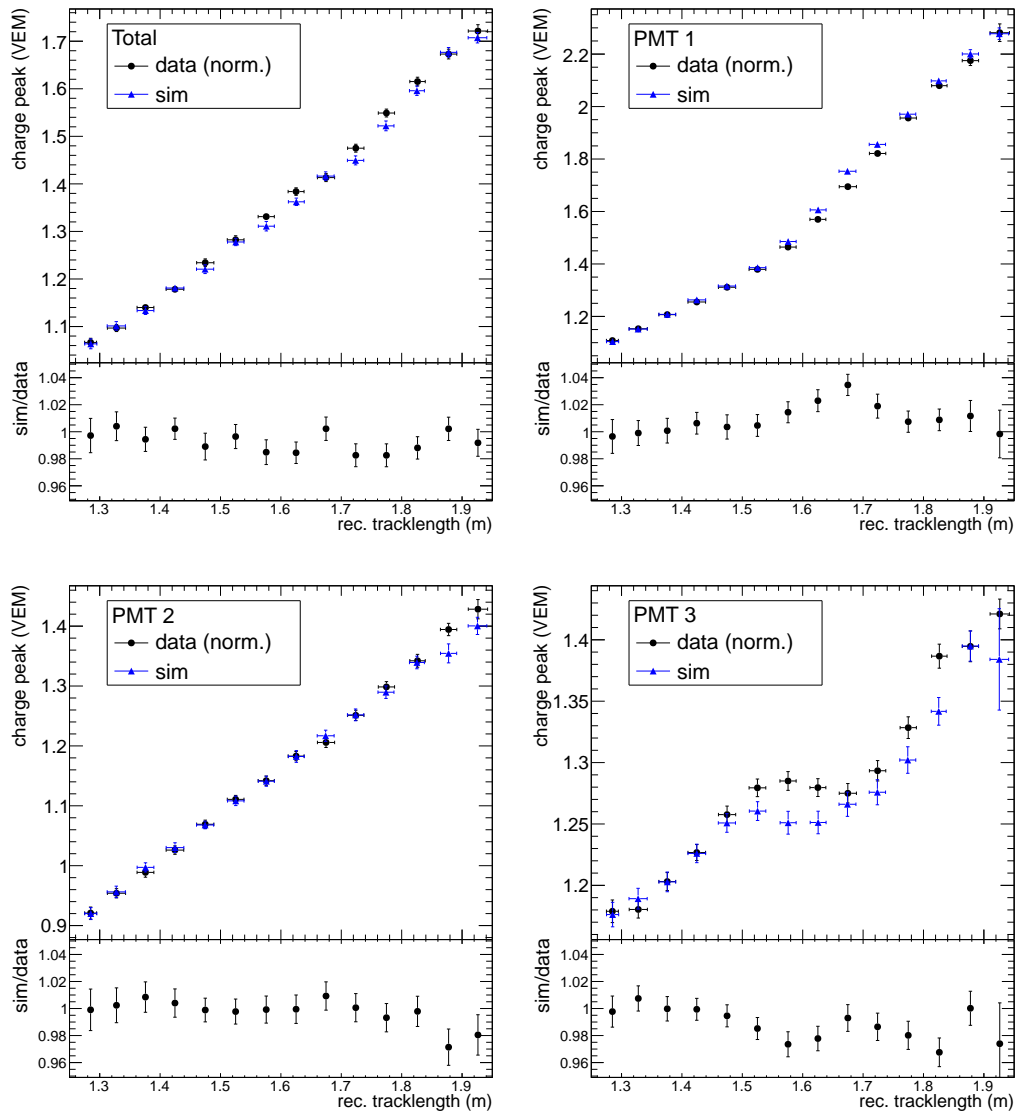 Total
data (norm.)
sim
charge peak (VEM)
1.7
1.6
1.5
1.4
1.3
1.2
1.1
sim/data
1.04
1.02
1
0.98
0.96
1.3 1.4 1.5 1.6 1.7 1.8 1.9
rec. tracklength (m)
PMT 1
data (norm.)
sim
charge peak (VEM)
2.2
2
1.8
1.6
1.4
1.2
sim/data
1.04
1.02
1
0.98
0.96
1.3 1.4 1.5 1.6 1.7 1.8 1.9
rec. tracklength (m)
PMT 2
data (norm.)
sim
charge peak (VEM)
1.4
1.3
1.2
1.1
1
0.9
sim/data
1.04
1.02
1
0.98
0.96
1.3 1.4 1.5 1.6 1.7 1.8 1.9
rec. tracklength (m)
PMT 3
data (norm.)
sim
charge peak (VEM)
1.4
1.35
1.3
1.25
1.2
sim/data
1.04
1.02
1
0.98
0.96
1.3 1.4 1.5 1.6 1.7 1.8 1.9
rec. tracklength (m)